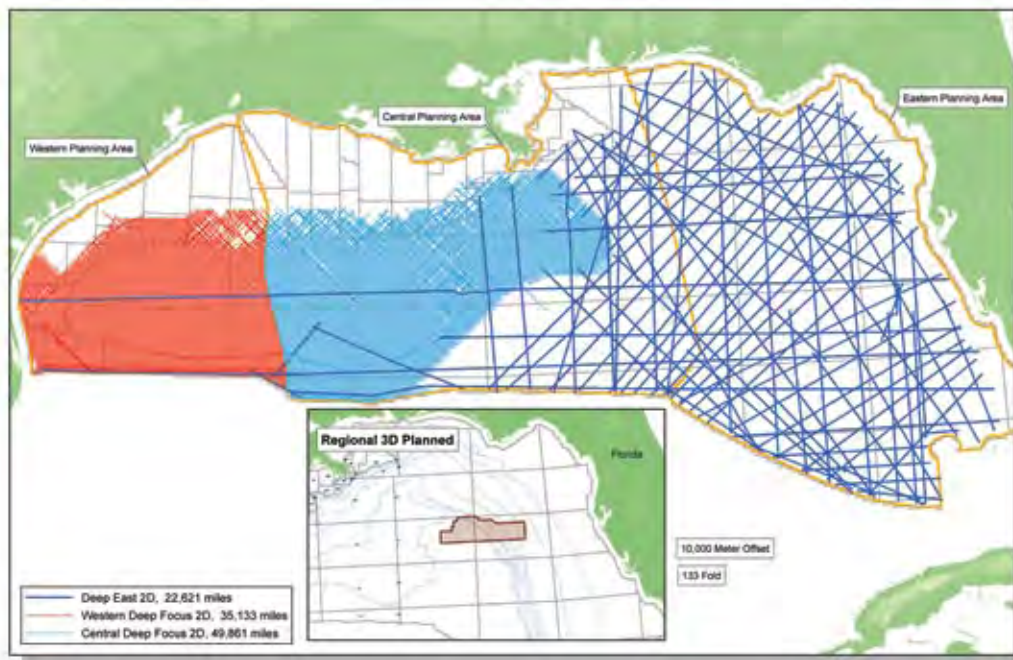 Eastern Planning Area
Central Planning Area
Western Planning Area
Regional 3D Planned
Florida
10,000 Meter Offset
133 Fold
Deep East 2D, 22,621 miles
Western Deep Focus 2D, 35,133 miles
Central Deep Focus 2D, 49,861 miles